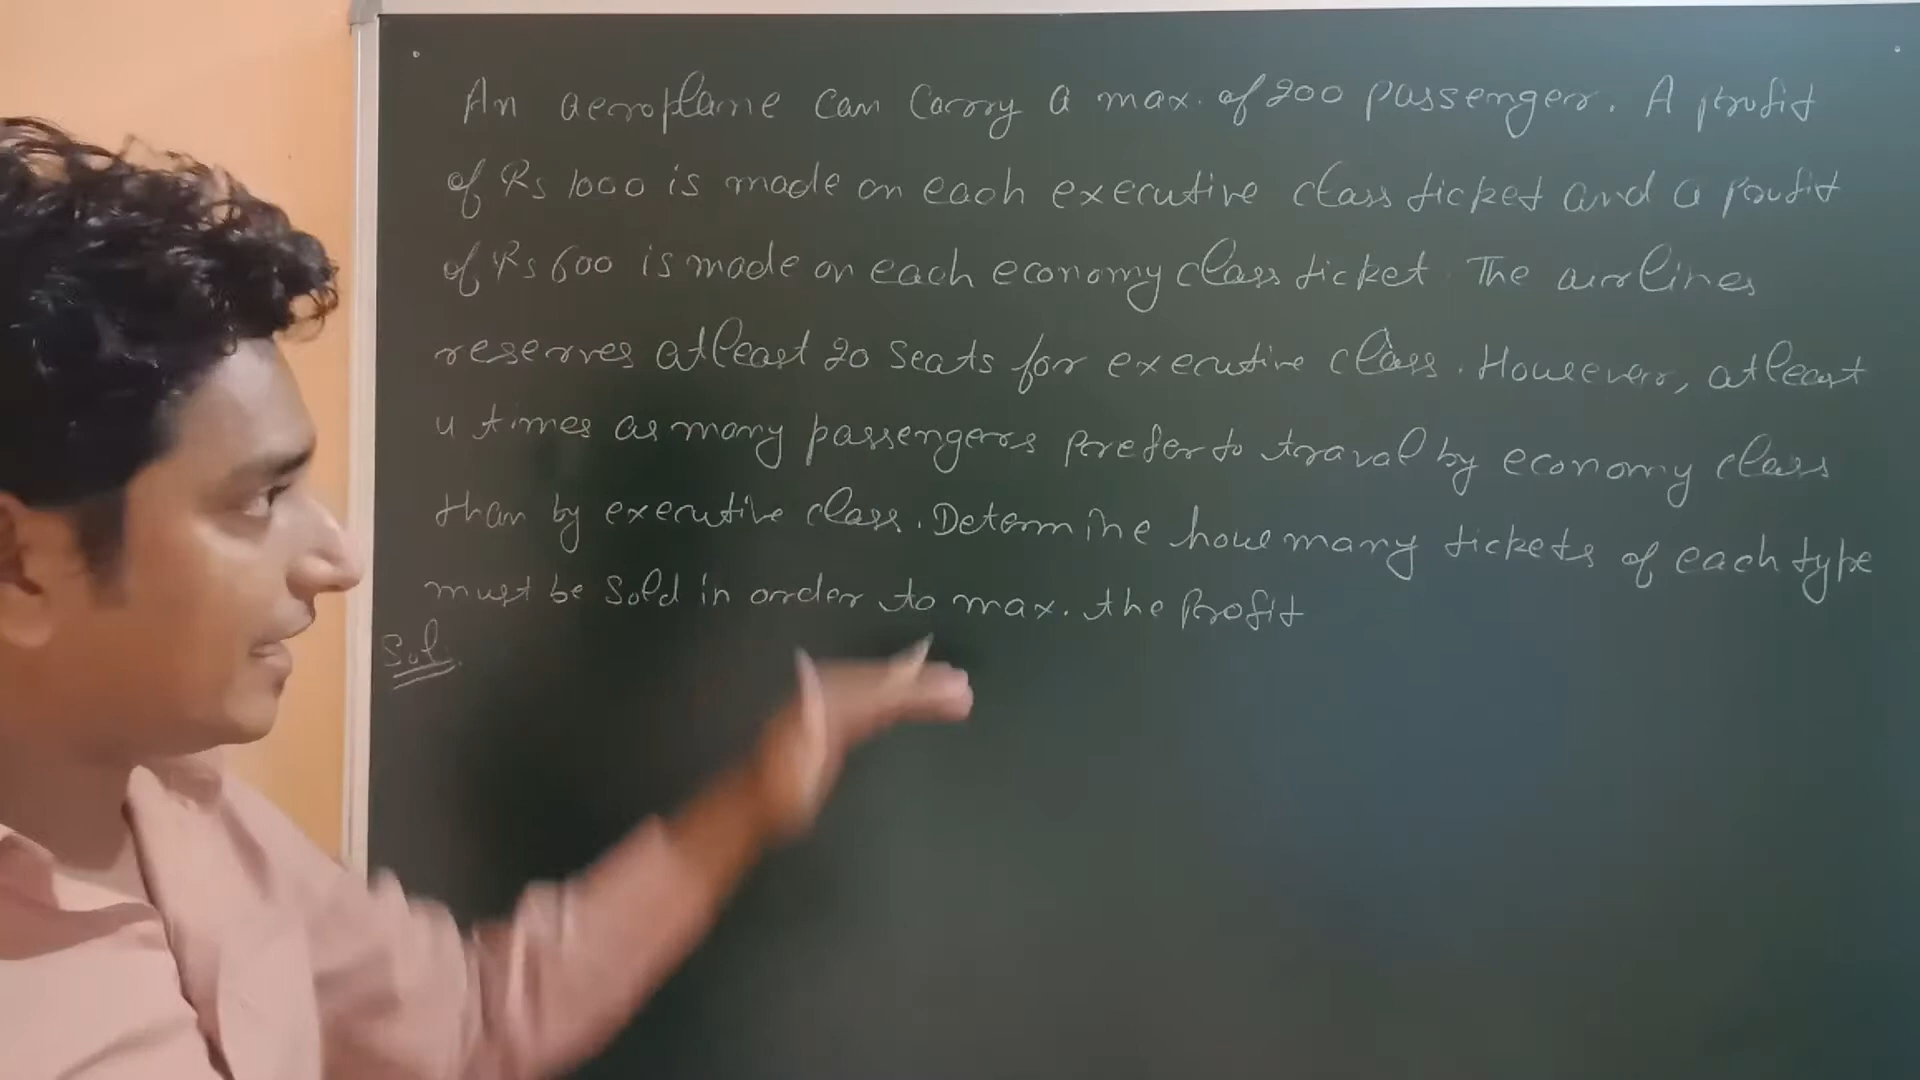 An aeroplane can carry a max. of 200 passengers. A profit
of Rs 1000 is made on each executive class ticket and a profit
of Rs 600 is made on each economy class ticket. The airlines
reserves atleast 20 seats for executive class. However, atleast
4 times as many passengers prefer to traval by economy class
than by executive class. Determine how many tickets of each type
must be sold in order to max. the Profit
Sol.